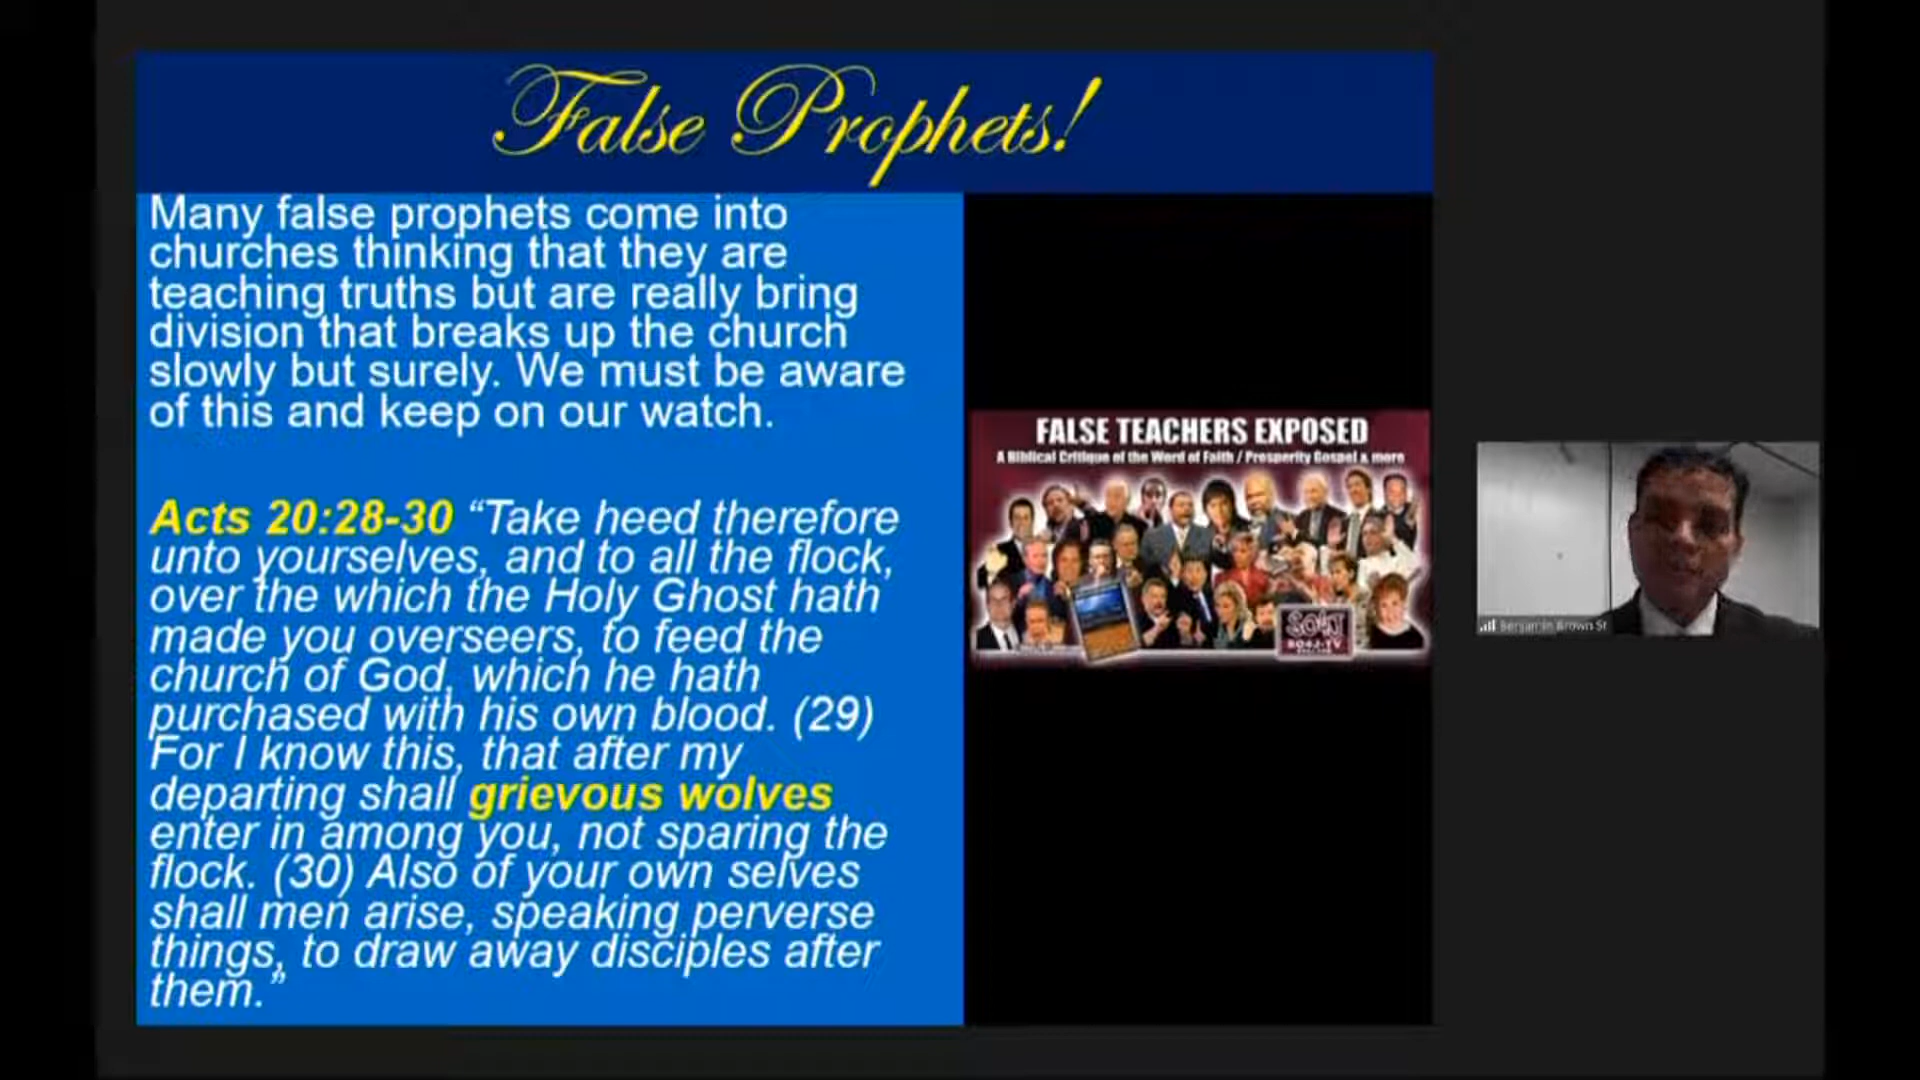 False Prophets!
Many false prophets come into
churches thinking that they are
teaching truths but are really bring
division that breaks up the church
slowly but surely. We must be aware
of this and keep on our watch.
Acts 20:28-30 “Take heed therefore
unto yourselves, and to all the flock,
over the which the Holy Ghost hath
made you overseers, to feed the
church of God, which he hath
purchased with his own blood. (29)
For I know this, that after my
departing shall grievous wolves
enter in among you, not sparing the
flock. (30) Also of your own selves
shall men arise, speaking perverse
things, to draw away disciples after
them.”
FALSE TEACHERS EXPOSED
A Biblical Critique of the Word of Faith / Prosperity Gospel & more
SO4J
SO4J-TV
Benjamin Brown Sr